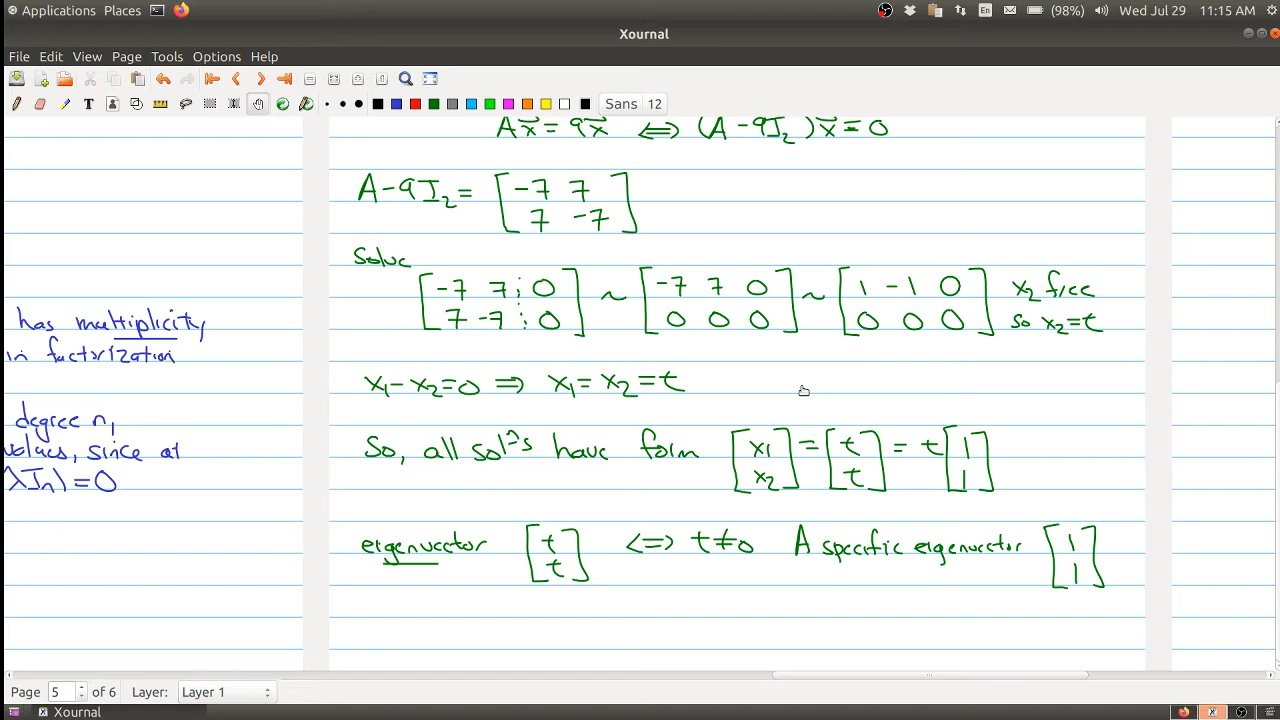 Applications Places En (98%) Wed Jul 29 11:15 AM
Xournal
File Edit View Page Tools Options Help
Sans 12
Ax⃗ = 9x⃗ ⟺ (A - 9I₂)x⃗ = 0
A - 9I₂ = [-7 7; 7 -7]
Solve
[-7 7 ⋮ 0; 7 -7 ⋮ 0] ~ [-7 7 0; 0 0 0] ~ [1 -1 0; 0 0 0] x₂ free
so x₂ = t
x₁ - x₂ = 0 ⟹ x₁ = x₂ = t
So, all solⁿs have form [x₁; x₂] = [t; t] = t[1; 1]
eigenvector [t; t] ⟺ t ≠ 0 A specific eigenvector [1; 1]
has multiplicity
in factorization
degree n,
values, since at
λIₙ) = 0
Page 5 of 6 Layer: Layer 1
Xournal